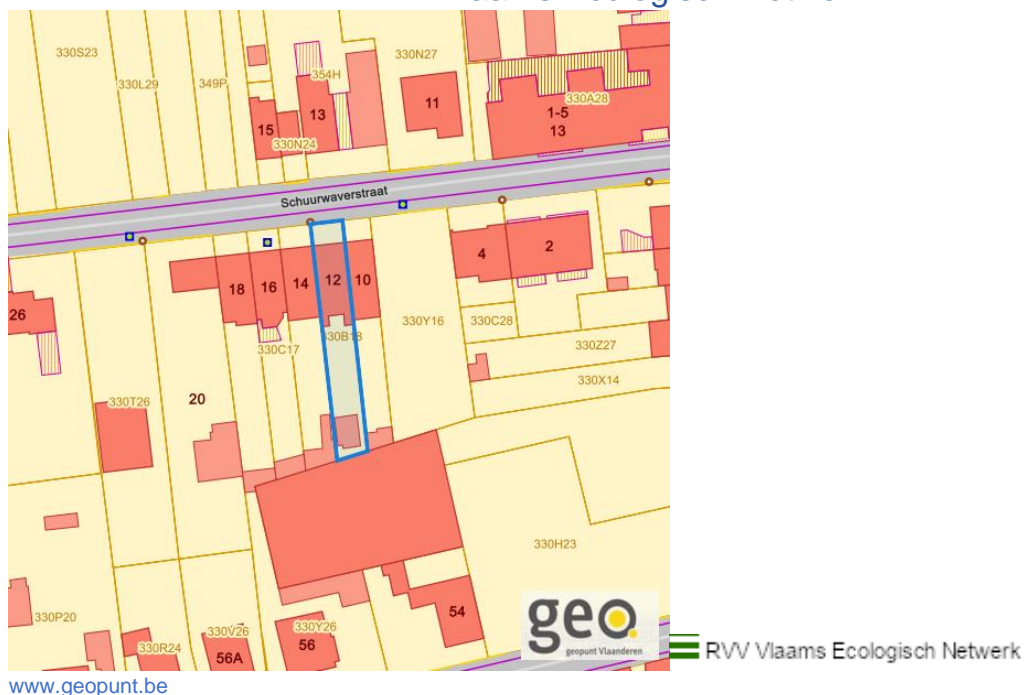 330S23
330L29
349P
354H
330N27
11
13
15
330N24
330A28
1-5
13
Schuurwaverstraat
4
2
18
16
14
12
10
26
330Y16
330C28
330C17
330B18
330Z27
330X14
330T26
20
330H23
330P20
330R24
330V26
56A
330Y26
56
54
geo
geopunt Vlaanderen
RVV Vlaams Ecologisch Netwerk
www.geopunt.be